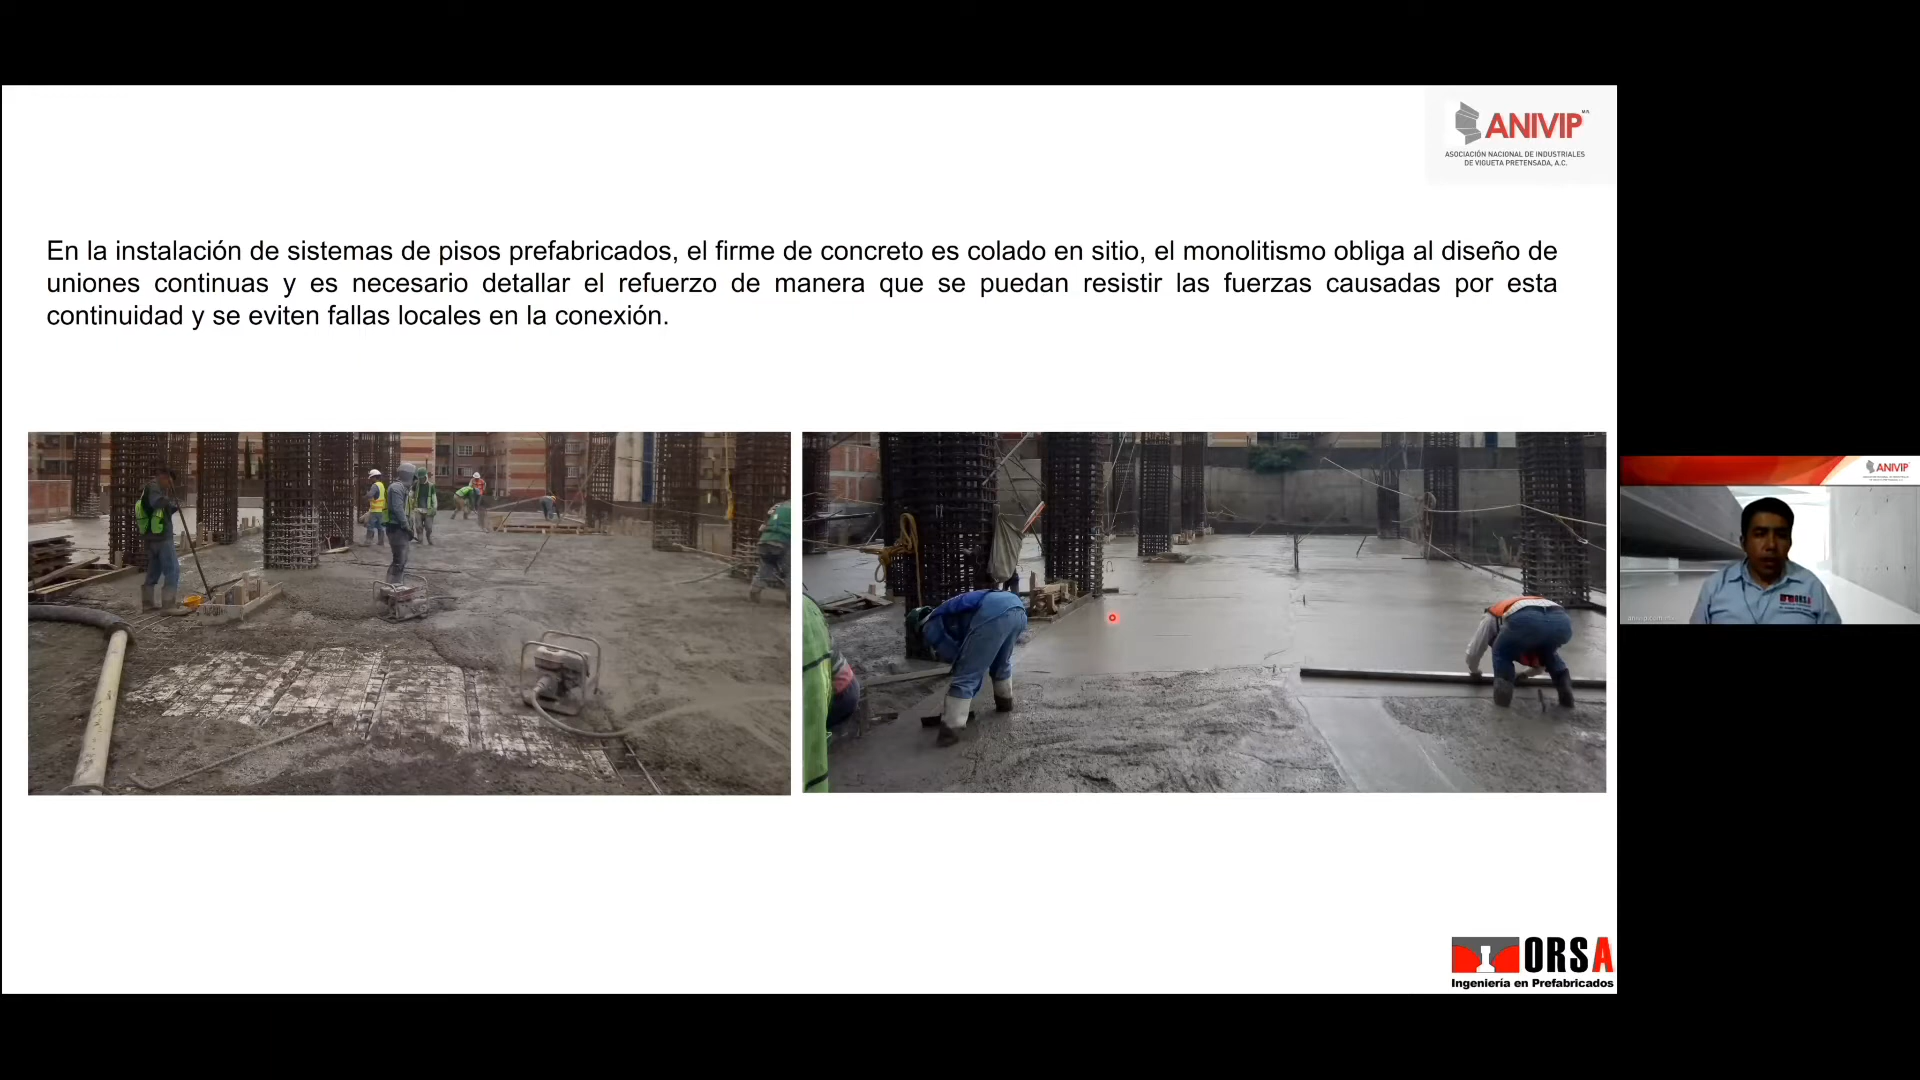 ANIVIP
ASOCIACIÓN NACIONAL DE INDUSTRIALES
DE VIGUETA PRETENSADA, A.C.
En la instalación de sistemas de pisos prefabricados, el firme de concreto es colado en sitio, el monolitismo obliga al diseño de
uniones continuas y es necesario detallar el refuerzo de manera que se puedan resistir las fuerzas causadas por esta
continuidad y se eviten fallas locales en la conexión.
ANIVIP
ORSA
ORSA
Ingeniería en Prefabricados